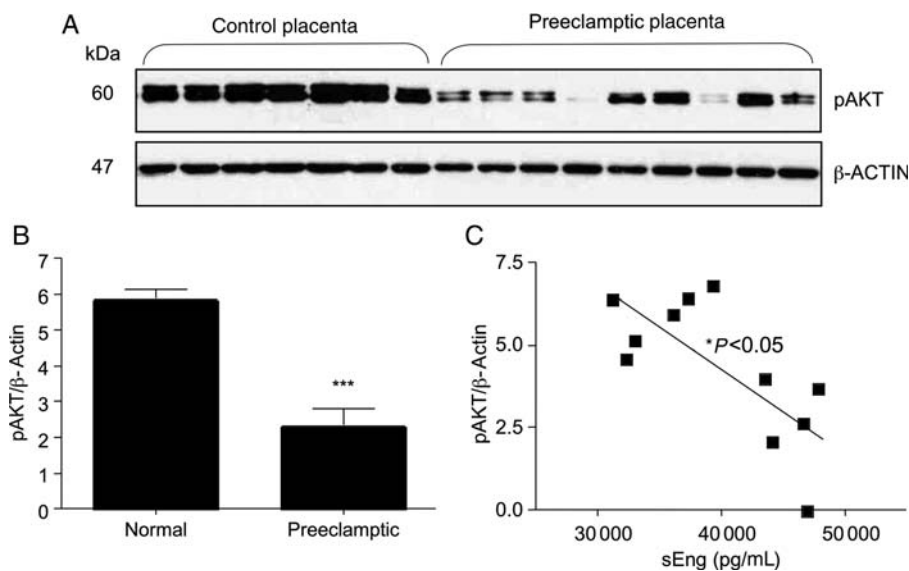 A
Control placenta
Preeclamptic placenta
kDa
60
pAKT
47
β-ACTIN
B
pAKT/β- Actin
7
6
5
4
3
2
1
0
***
Normal
Preeclamptic
C
pAKT/β- Actin
7.5
5.0
2.5
0.0
*P<0.05
30 000
40 000
50 000
sEng (pg/mL)